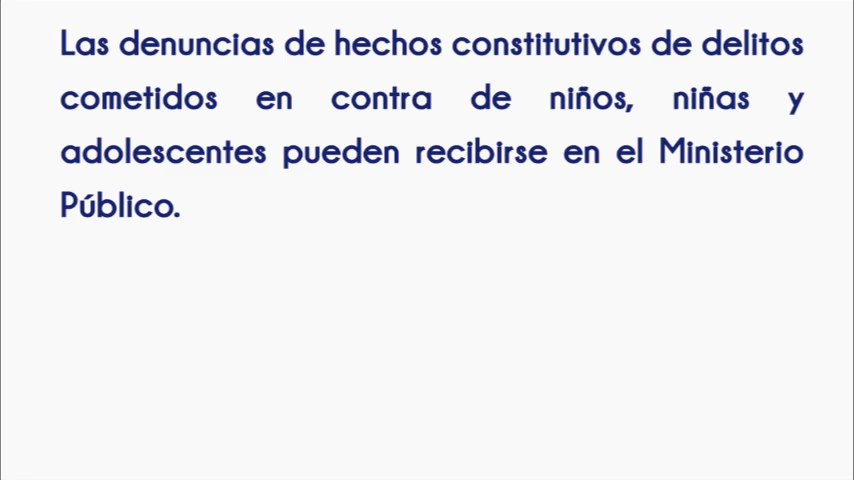 Las denuncias de hechos constitutivos de delitos
cometidos en contra de niños, niñas y
adolescentes pueden recibirse en el Ministerio
Público.